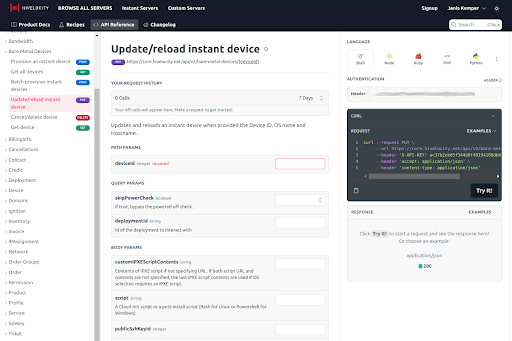 HIVELOCITY
BROWSE ALL SERVERS
Instant Servers
Custom Servers
Signup
Janis Kemper
Product Docs
Recipes
API Reference
Changelog
Search
CTRL-K
Bandwidth
Bare Metal Devices
Provision an instant device POST
Get all devices GET
Batch provision instant devices POST
Update/reload instant device PUT
Cancel/delete device DELETE
Get device GET
BillingInfo
Cancellations
Contact
Credit
Deployment
Device
Domains
Ignition
Inventory
Invoice
IPAssignment
Network
Order Groups
Order
Permission
Product
Profile
Service
SshKey
Ticket
Update/reload instant device
PUT https://core.hivelocity.net/api/v2/bare-metal-devices/{deviceId}
YOUR REQUEST HISTORY
0 Calls
7 Days
Your API calls will appear here. Make a request to get started!
Updates and reloads an instant device when provided the Device ID, OS name and
Hostname.
PATH PARAMS
deviceId integer required
QUERY PARAMS
skipPowerCheck boolean
If true, bypass the powered off check.
deploymentId string
Id of the deployment to interact with
BODY PARAMS
customIPXEScriptContents string
Contents of iPXE script if not specifying URL. If both script URL and
contents are not specified, the last iPXE script contents are used if OS
selection requires an iPXE script.
script string
A Cloud Init script or a post-install script (Bash for Linux or Powershell for
Windows).
publicSshKeyId integer
LANGUAGE
Shell
Node
Ruby
PHP
Python
AUTHENTICATION
HEADER
Header
CURL
REQUEST
EXAMPLES
curl --request PUT \
--url https://core.hivelocity.net/api/v2/bare-met
--header 'accept: application/json' \
--header 'content-type: application/json'
Try It!
RESPONSE
EXAMPLES
Click Try It! to start a request and see the response here!
Or choose an example:
application/json
200